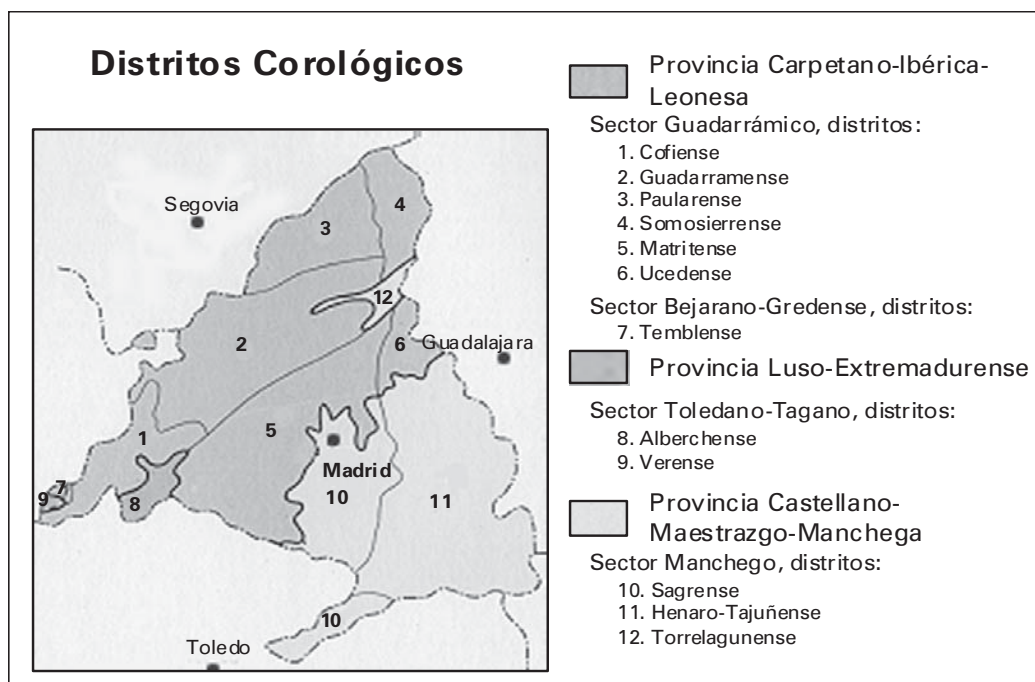 Distritos Corológicos
Segovia
4
3
12
2
6
Guadalajara
5
1
Madrid
7
9
8
10
11
10
Toledo
Provincia Carpetano-Ibérica-
Leonesa
Sector Guadarrámico, distritos:
1. Cofiense
2. Guadarramense
3. Paularense
4. Somosierrense
5. Matritense
6. Ucedense
Sector Bejarano-Gredense, distritos:
7. Temblense
Provincia Luso-Extremadurense
Sector Toledano-Tagano, distritos:
8. Alberchense
9. Verense
Provincia Castellano-
Maestrazgo-Manchega
Sector Manchego, distritos:
10. Sagrense
11. Henaro-Tajuñense
12. Torrelagunense